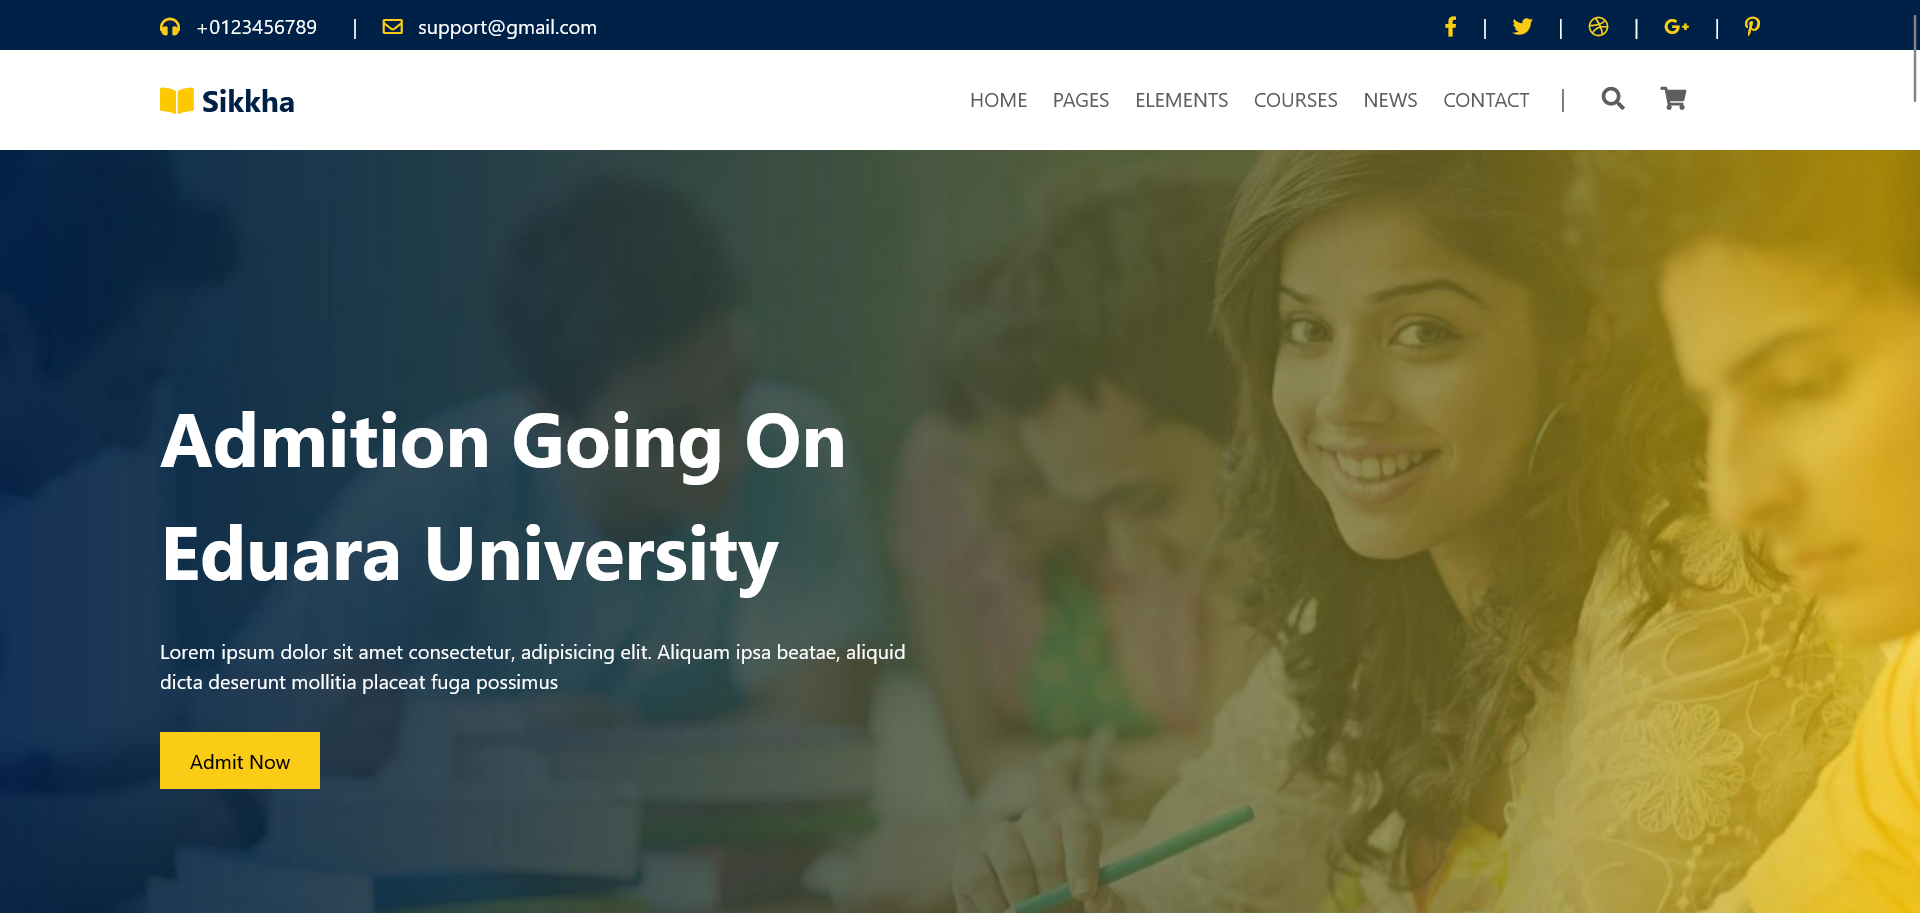 +0123456789 | support@gmail.com | | | |
Sikkha
HOME PAGES ELEMENTS COURSES NEWS CONTACT |
Admition Going On
Eduara University
Lorem ipsum dolor sit amet consectetur, adipisicing elit. Aliquam ipsa beatae, aliquid
dicta deserunt mollitia placeat fuga possimus
Admit Now